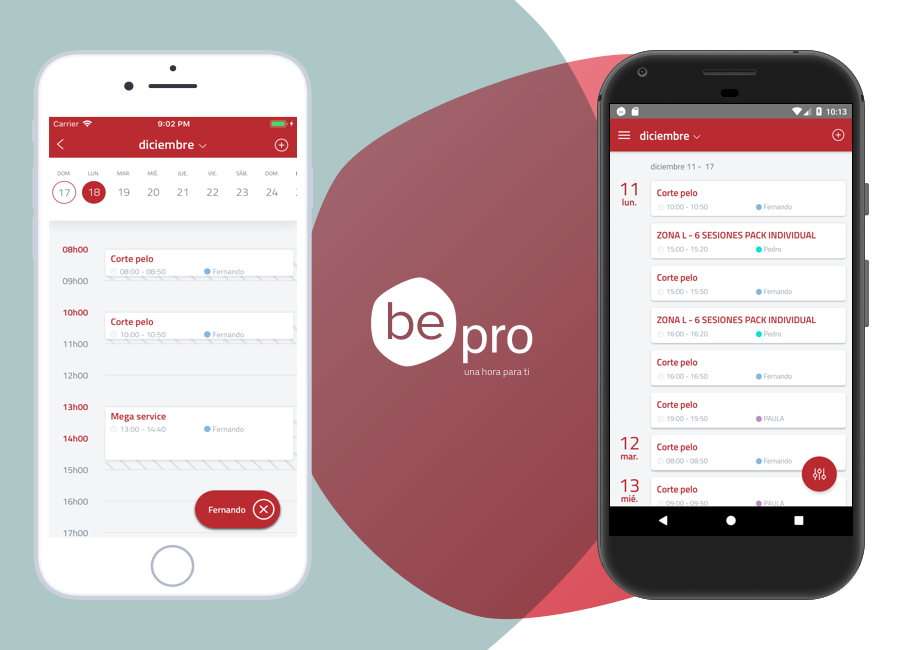 Carrier 9:02 PM
diciembre
DOM. LUN. MAR. MIÉ. JUE. VIE. SÁB. DOM.
17 18 19 20 21 22 23 24
08h00
Corte pelo
08:00 - 08:50 Fernando
09h00
10h00
Corte pelo
10:00 - 10:50 Fernando
11h00
12h00
13h00
Mega service
13:00 - 14:40 Fernando
14h00
15h00
16h00
Fernando
17h00
be pro
una hora para ti
10:13
diciembre
diciembre 11 - 17
11
lun.
Corte pelo
10:00 - 10:50 Fernando
ZONA L - 6 SESIONES PACK INDIVIDUAL
15:00 - 15:20 Pedro
Corte pelo
15:00 - 15:50 Fernando
ZONA L - 6 SESIONES PACK INDIVIDUAL
16:00 - 16:20 Pedro
Corte pelo
16:00 - 16:50 Fernando
Corte pelo
19:00 - 19:50 PAULA
12
mar.
Corte pelo
08:00 - 08:50 Fernando
13
mié.
Corte pelo
09:00 - 09:50 PAULA